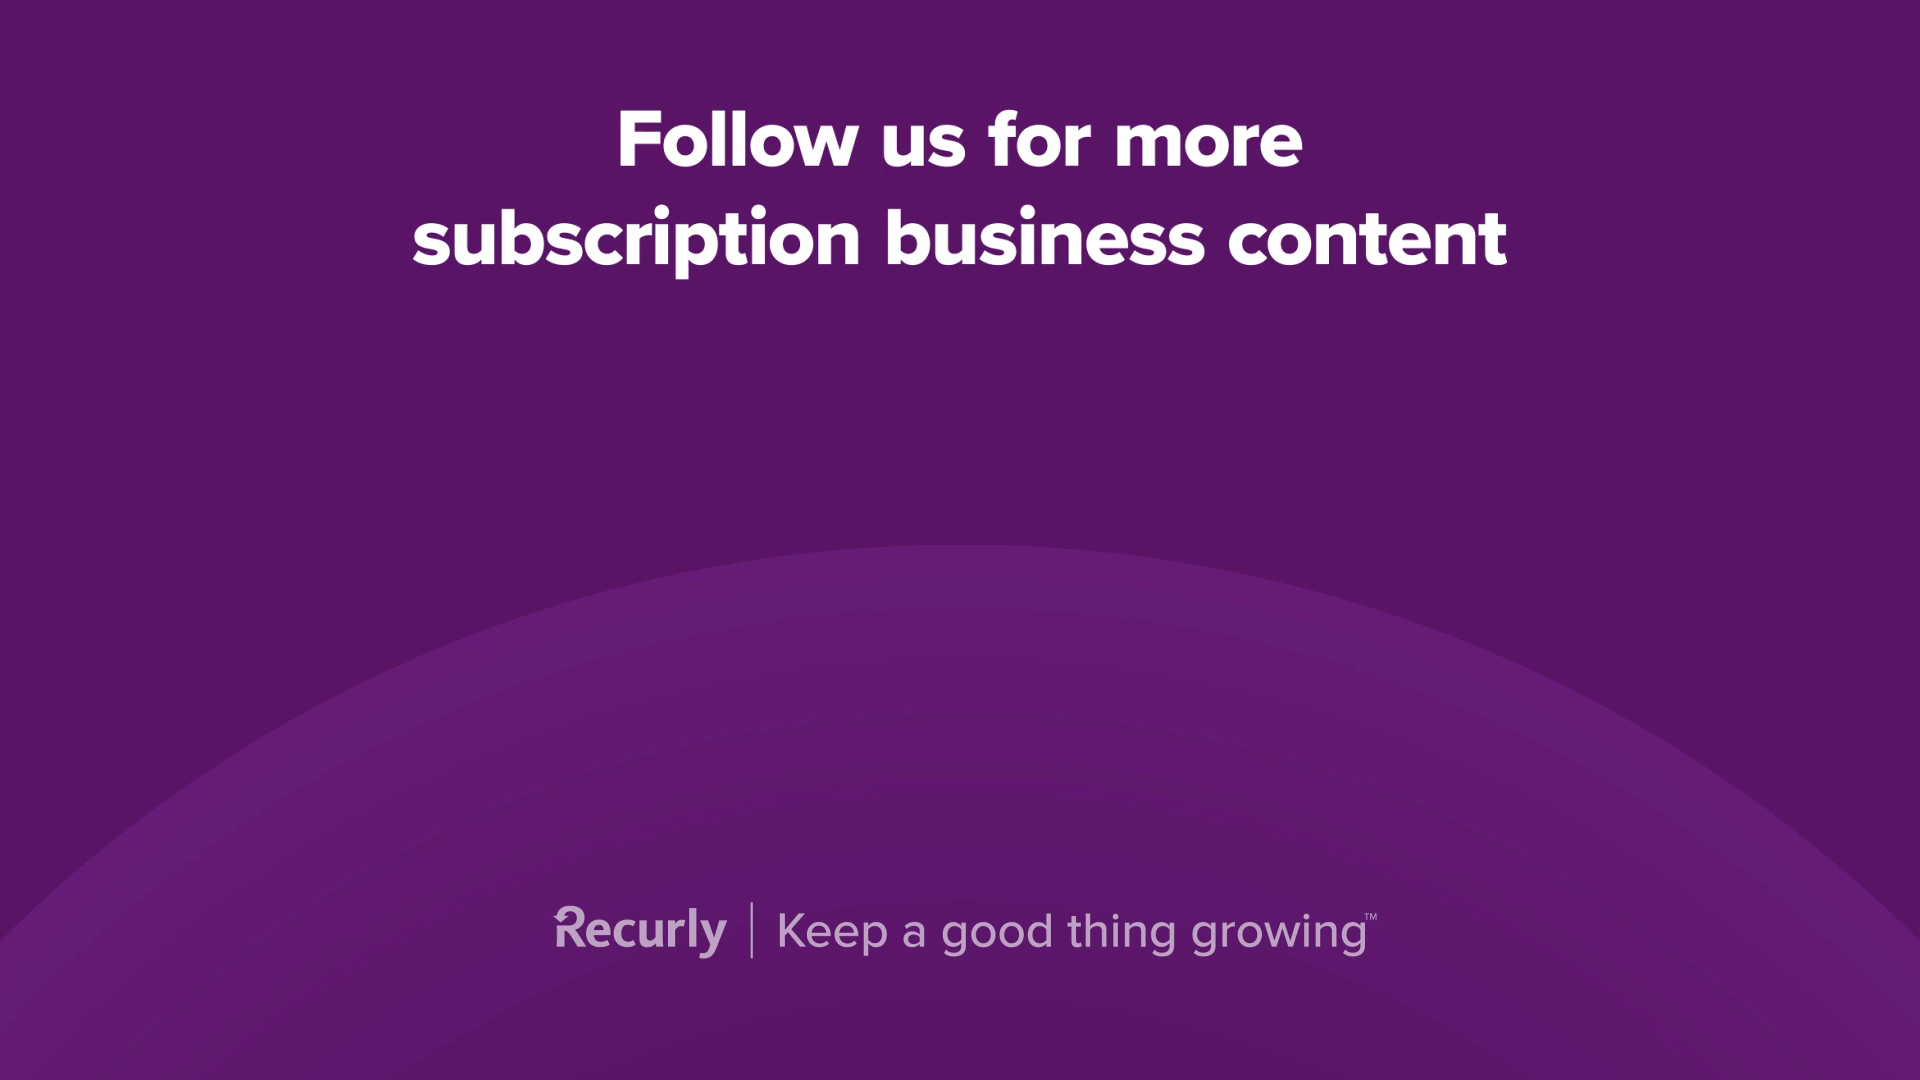 Follow us for more
subscription business content
Recurly | Keep a good thing growing™